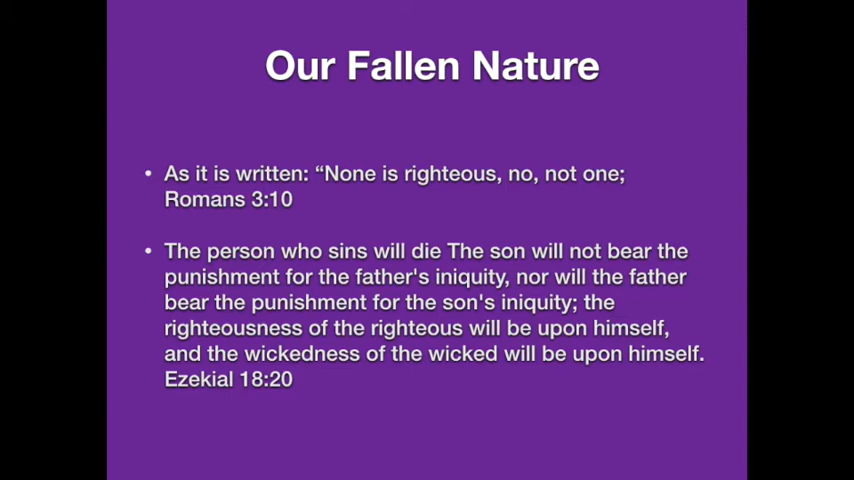 Our Fallen Nature
• As it is written: “None is righteous, no, not one;
Romans 3:10
• The person who sins will die The son will not bear the
punishment for the father's iniquity, nor will the father
bear the punishment for the son's iniquity; the
righteousness of the righteous will be upon himself,
and the wickedness of the wicked will be upon himself.
Ezekial 18:20